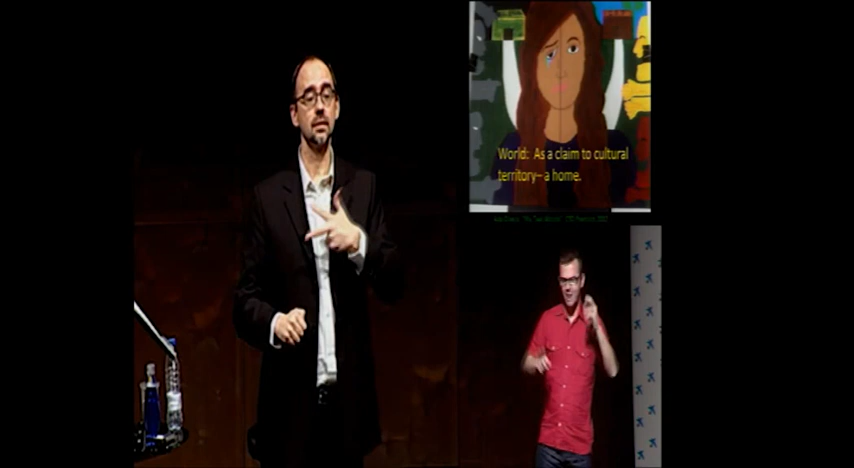 World:  As a claim to cultural
territory– a home.